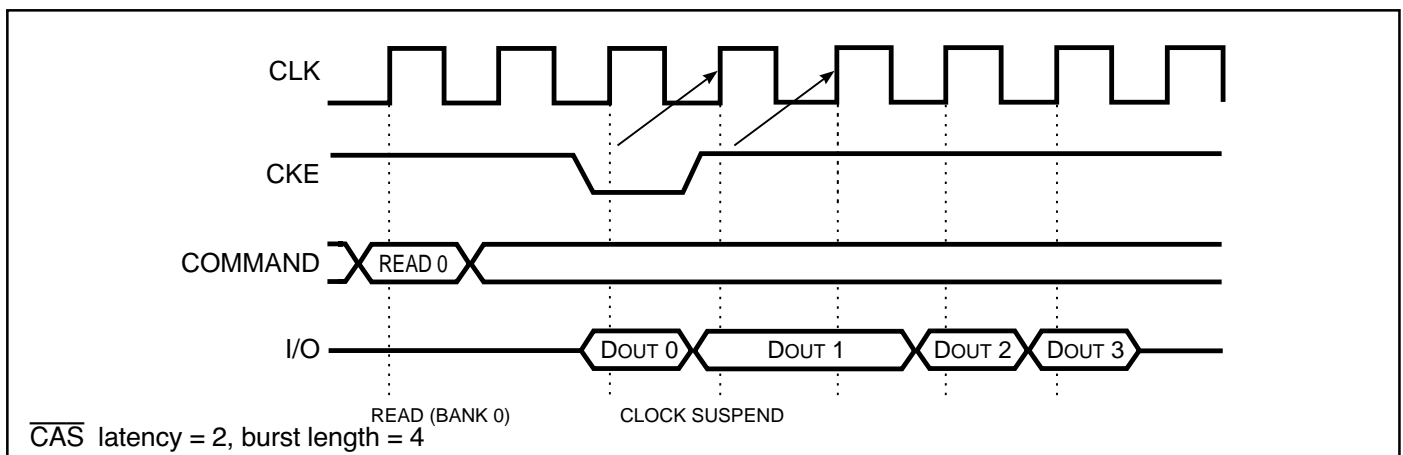 CLK
CKE
COMMAND READ 0
I/O DOUT 0 DOUT 1 DOUT 2 DOUT 3
READ (BANK 0) CLOCK SUSPEND
CAS latency = 2, burst length = 4